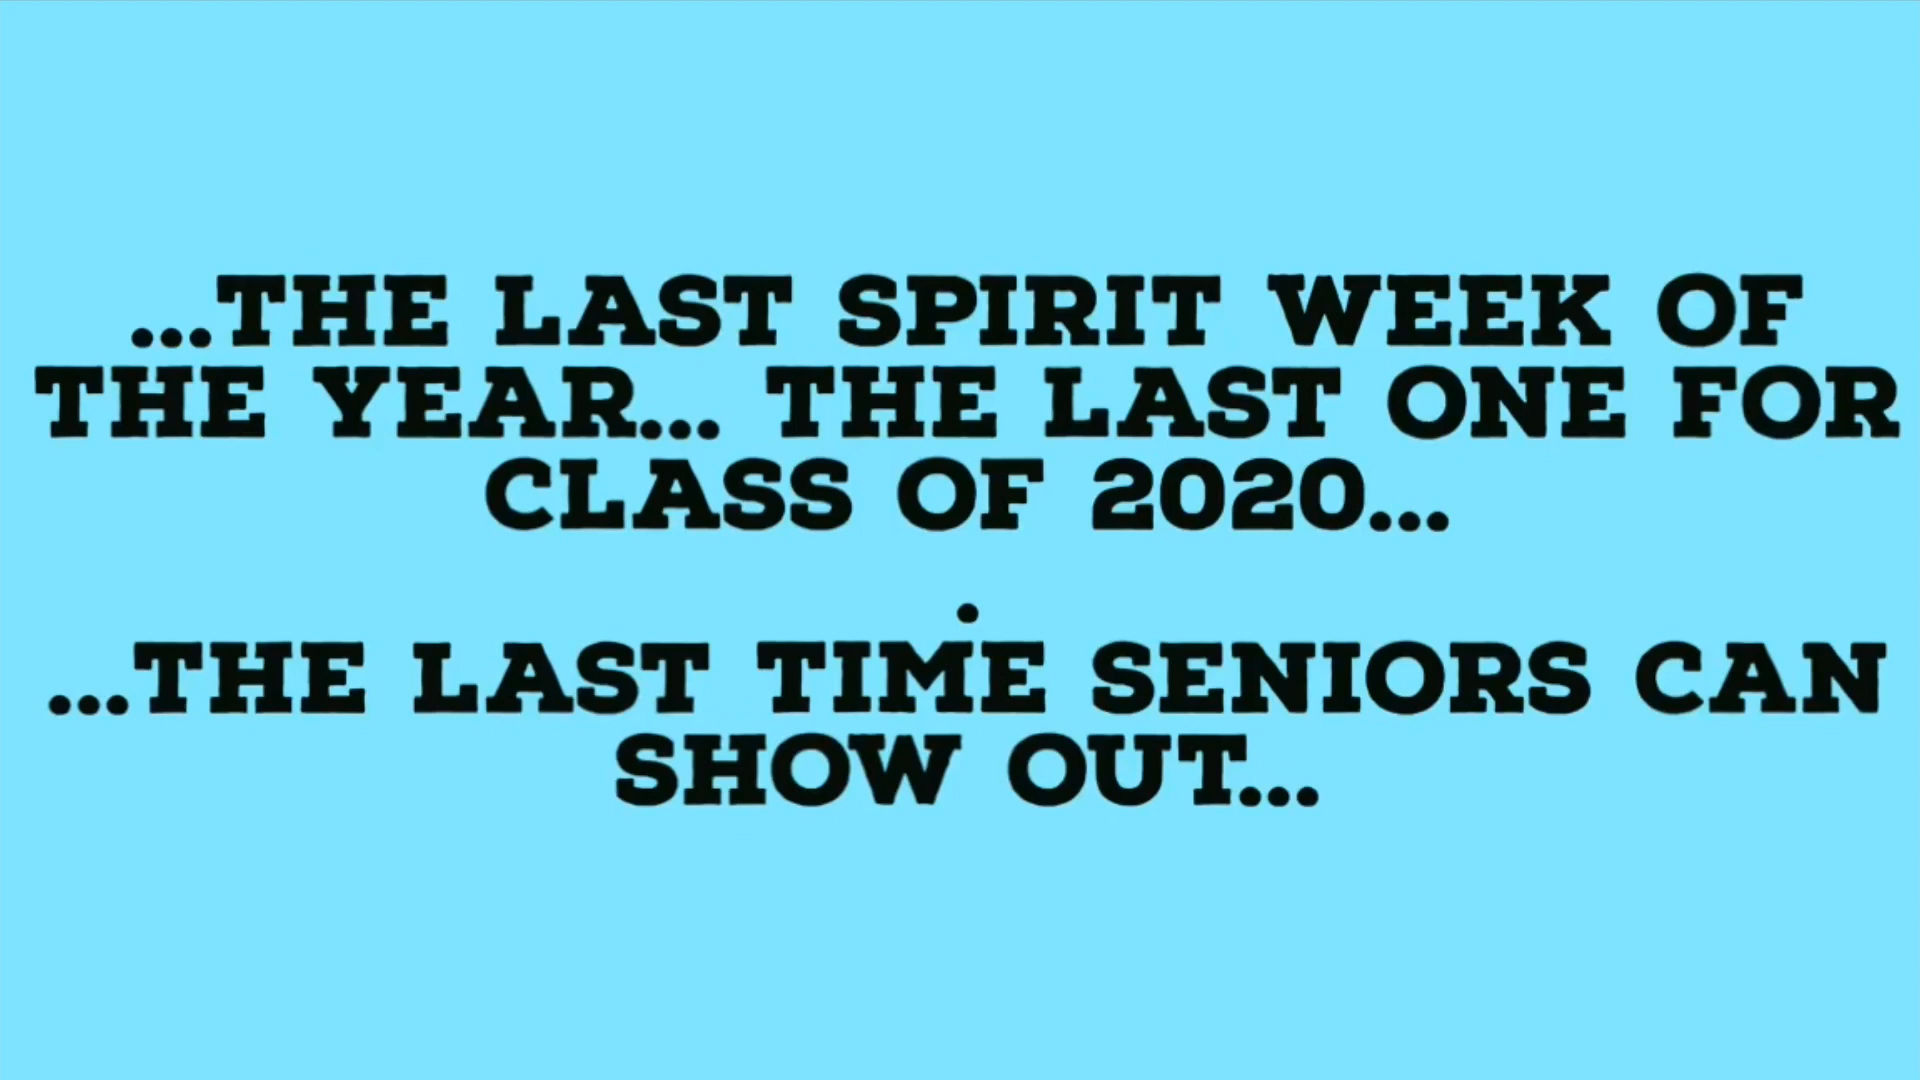 ...THE LAST SPIRIT WEEK OF
THE YEAR... THE LAST ONE FOR
CLASS OF 2020...
.
...THE LAST TIME SENIORS CAN
SHOW OUT...